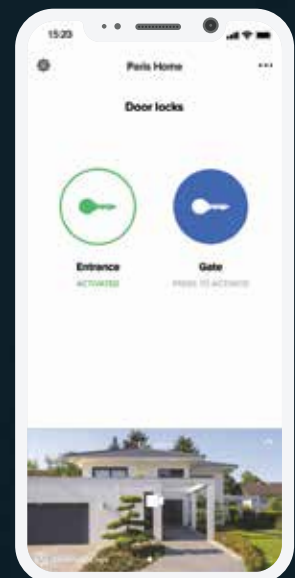 15:20
Paris Home
Door locks
Entrance
Gate
ACTIVATED
PRESS TO ACTIVATE